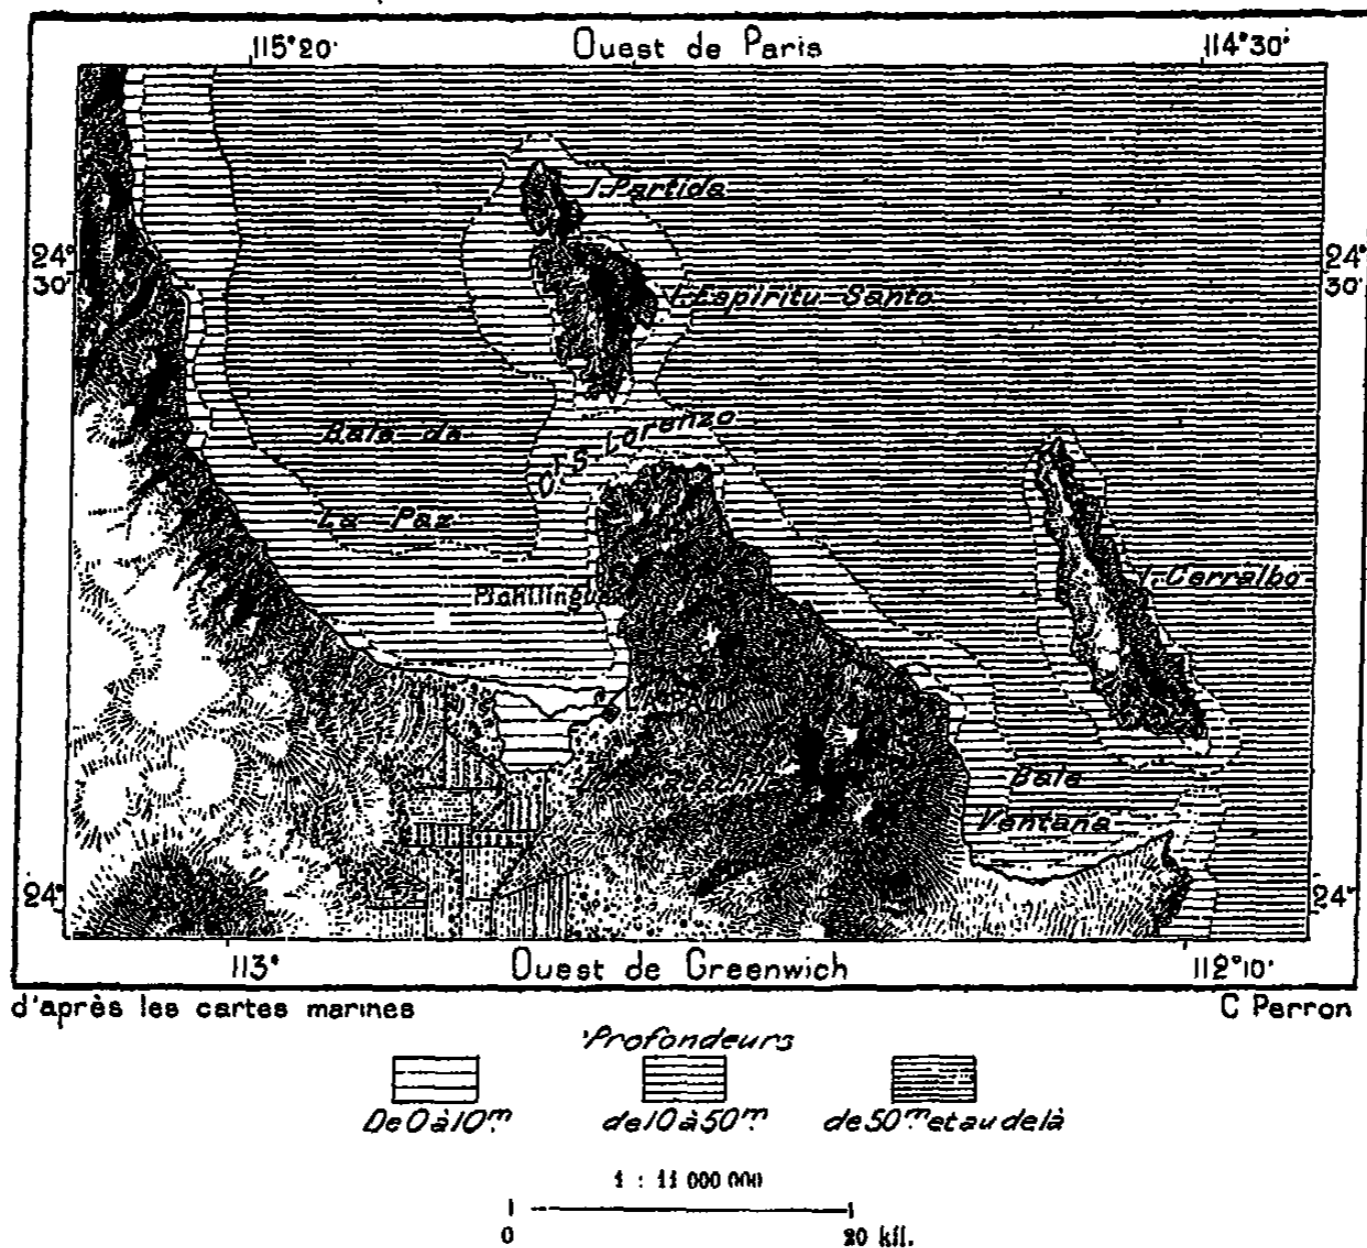 115°20'
Ouest de Paris
114°30'
I. Partida
24°
30'
24°
30'
I. Espiritu-Santo
Baie de
Dt S. Lorenzo
La Paz
I. Cerralbo
Baie
Ventana
24°
24°
113°
Ouest de Greenwich
112°10'
d'après les cartes marines
C Perron
Profondeurs
De 0 à 10m
de 10 à 50m
de 50m et au delà
1 : 11 000 000
0
20 kil.